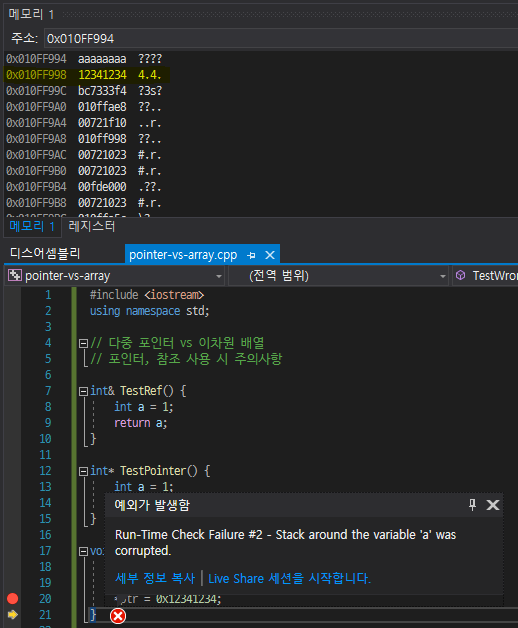 메모리 1
주소: 0x010FF994
0x010FF994 aaaaaaaa ????
0x010FF998 12341234 4.4.
0x010FF99C bc7333f4 ?3s?
0x010FF9A0 010ffae8 ??..
0x010FF9A4 00721f10 ..r.
0x010FF9A8 010ff998 ??..
0x010FF9AC 00721023 #.r.
0x010FF9B0 00721023 #.r.
0x010FF9B4 00fde000 .??.
0x010FF9B8 00721023 #.r.
메모리 1 레지스터
디스어셈블리 pointer-vs-array.cpp
pointer-vs-array (전역 범위) TestWron
1 #include <iostream>
2 using namespace std;
3
4 // 다중 포인터 vs 이차원 배열
5 // 포인터, 참조 사용 시 주의사항
6
7 int& TestRef() {
8 int a = 1;
9 return a;
10 }
11
12 int* TestPointer() {
13 int a = 1;
14
15 }
16
17 vo
18
19
20 *ptr = 0x12341234;
21 }
예외가 발생함
Run-Time Check Failure #2 - Stack around the variable 'a' was
corrupted.
세부 정보 복사 | Live Share 세션을 시작합니다.